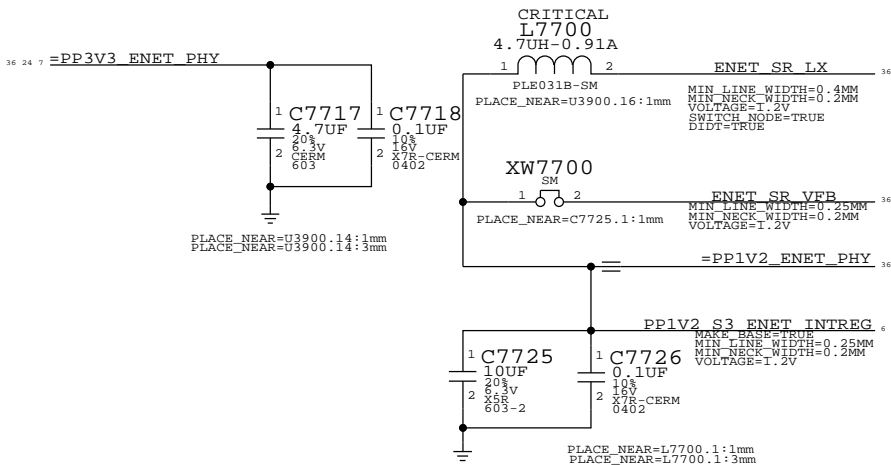 CRITICAL
L7700
4.7UH-0.91A
36 24 7 =PP3V3_ENET_PHY
1 2 ENET_SR_LX 36
PLE031B-SM
PLACE_NEAR=U3900.16:1mm
MIN_LINE_WIDTH=0.4MM
MIN_NECK_WIDTH=0.2MM
VOLTAGE=1.2V
SWITCH_NODE=TRUE
DIDT=TRUE
1 C7717
4.7UF
20%
6.3V
2 CERM
603
1 C7718
0.1UF
10%
16V
2 X7R-CERM
0402
PLACE_NEAR=U3900.14:1mm
PLACE_NEAR=U3900.14:3mm
XW7700
SM
1 2 ENET_SR_VFB 36
PLACE_NEAR=C7725.1:1mm
MIN_LINE_WIDTH=0.25MM
MIN_NECK_WIDTH=0.2MM
VOLTAGE=1.2V
=PP1V2_ENET_PHY 36
PP1V2_S3_ENET_INTREG 6
MAKE_BASE=TRUE
MIN_LINE_WIDTH=0.25MM
MIN_NECK_WIDTH=0.2MM
VOLTAGE=1.2V
1 C7725
10UF
20%
6.3V
2 X5R
603-2
1 C7726
0.1UF
10%
16V
2 X7R-CERM
0402
PLACE_NEAR=L7700.1:1mm
PLACE_NEAR=L7700.1:3mm